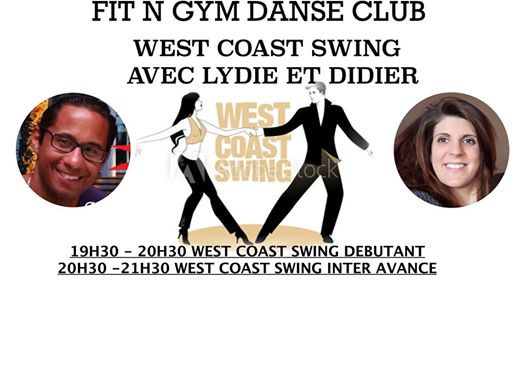 FIT N GYM DANSE CLUB
WEST COAST SWING
AVEC LYDIE ET DIDIER
WEST
COAST
SWING
19H30 - 20H30 WEST COAST SWING DEBUTANT
20H30 -21H30 WEST COAST SWING INTER AVANCE